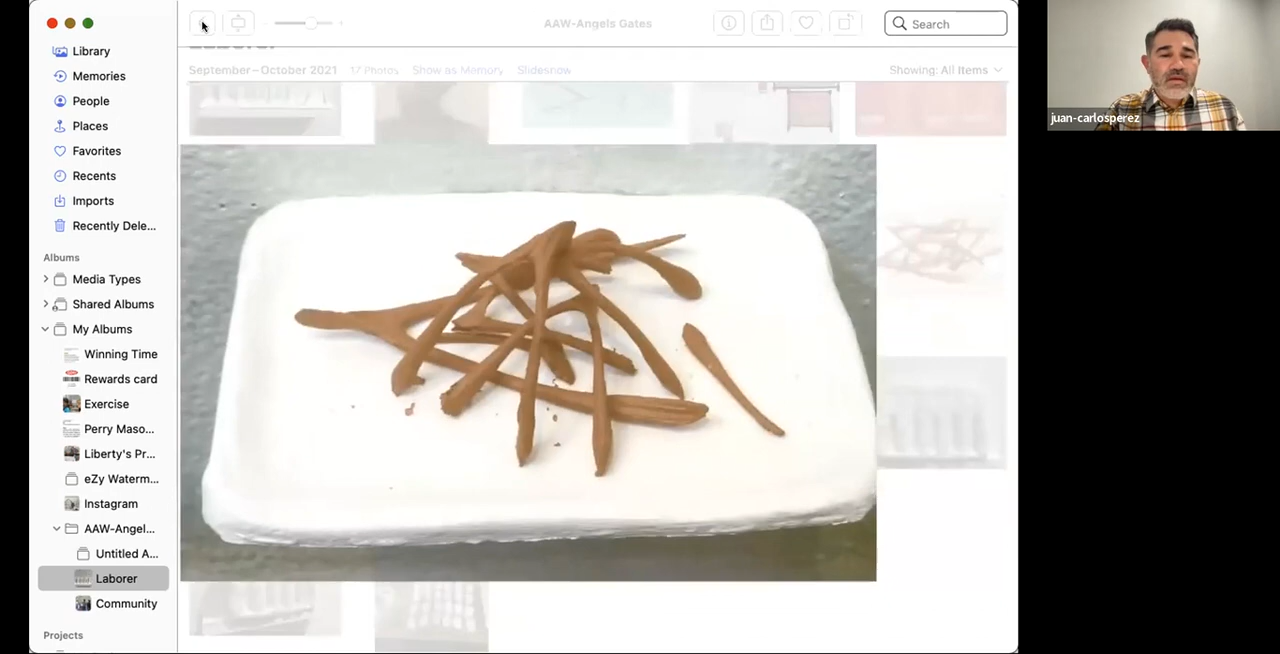 AAW-Angels Gates
Search
Library
Memories
People
Places
Favorites
Recents
Imports
Recently Dele...
Albums
Media Types
Shared Albums
My Albums
Winning Time
Rewards card
Exercise
Perry Maso...
Liberty's Pr...
eZy Waterm...
Instagram
AAW-Angel...
Untitled A...
Laborer
Community
Projects
Laborer
September–October 2021 17 Photos Show as Memory Slideshow
Showing: All Items
juan-carlosperez